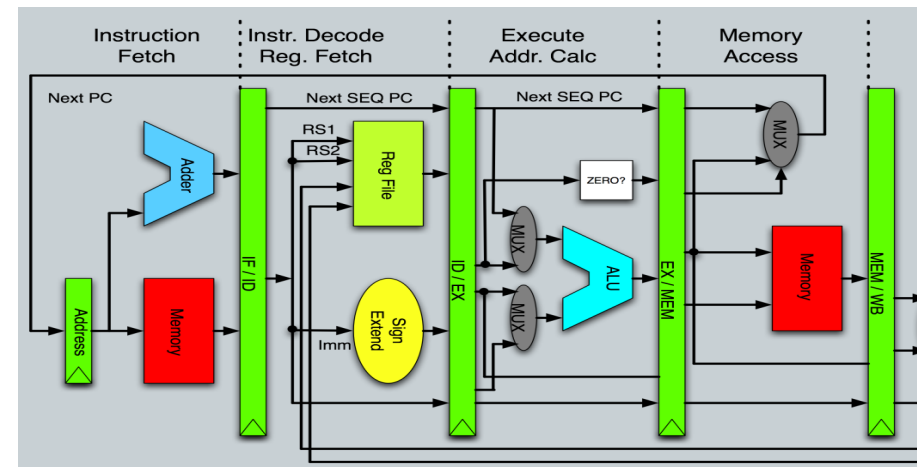 Instruction
Fetch
Instr. Decode
Reg. Fetch
Execute
Addr. Calc
Memory
Access
Next PC
Next SEQ PC
Next SEQ PC
RS1
RS2
Adder
Reg File
ZERO?
MUX
MUX
MUX
ALU
IF / ID
ID / EX
EX / MEM
MEM / WB
Address
Memory
Sign
Extend
Imm
Memory